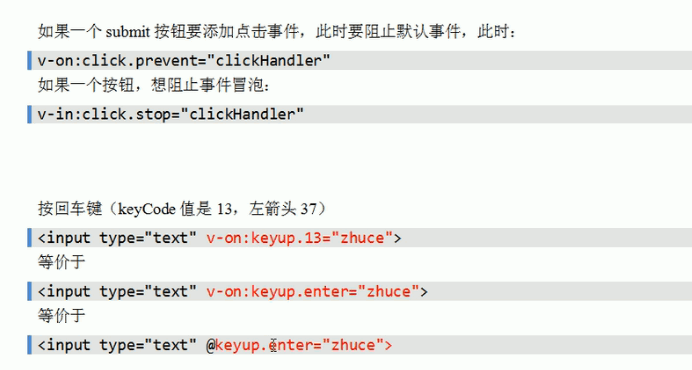 如果一个 submit 按钮要添加点击事件，此时要阻止默认事件，此时：
v-on:click.prevent="clickHandler"
如果一个按钮，想阻止事件冒泡：
v-in:click.stop="clickHandler"
按回车键（keyCode 值是 13，左箭头 37）
<input type="text" v-on:keyup.13="zhuce">
等价于
<input type="text" v-on:keyup.enter="zhuce">
等价于
<input type="text" @keyup.enter="zhuce">